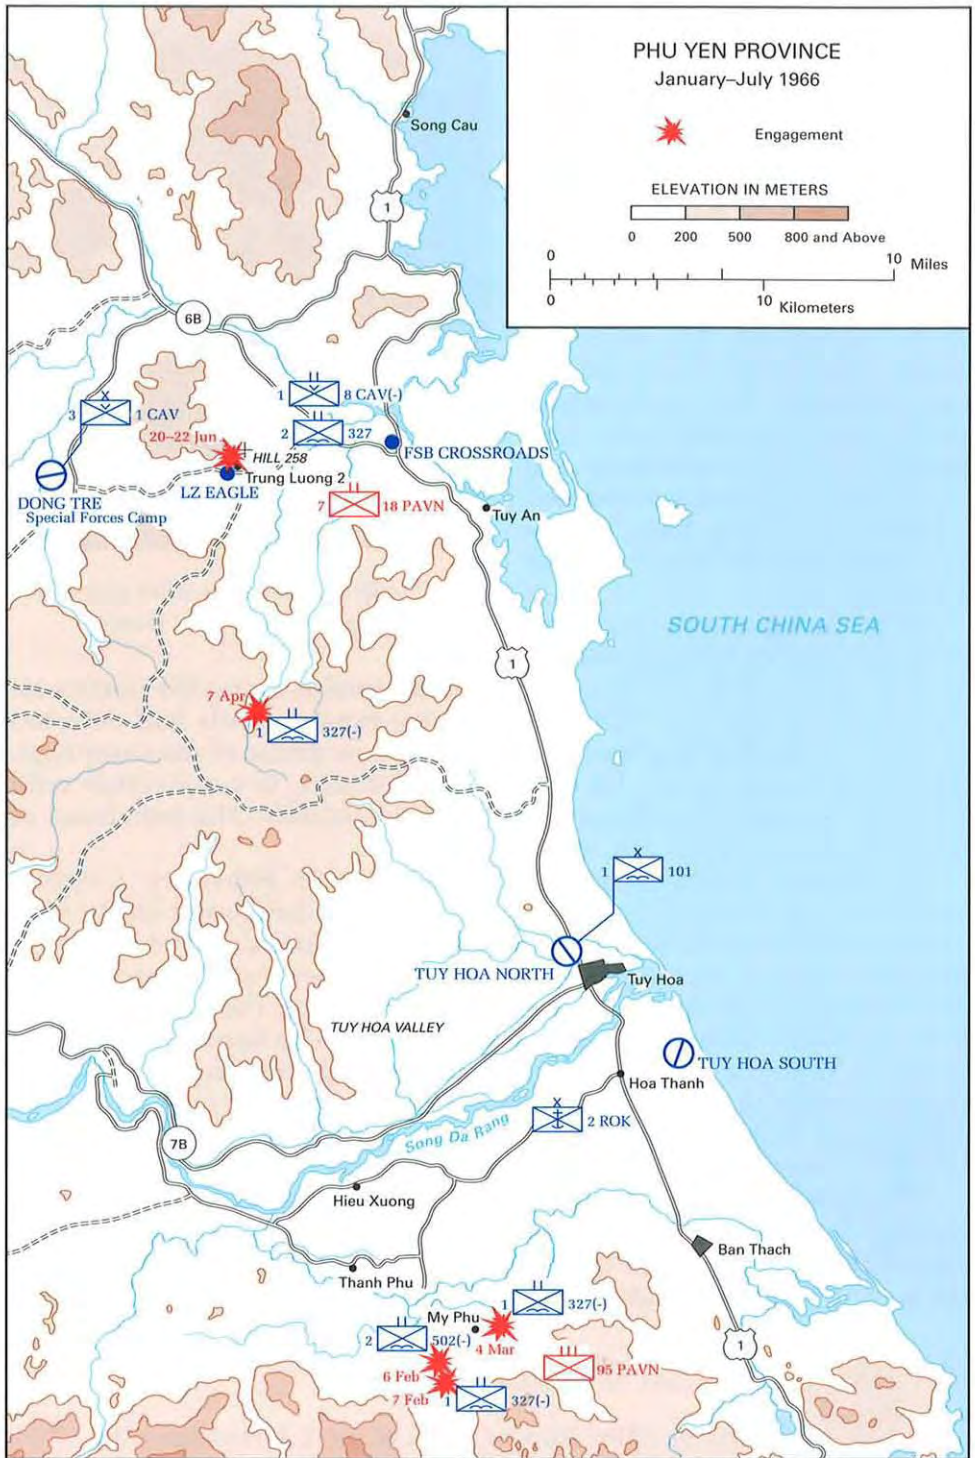 PHU YEN PROVINCE
January–July 1966
Engagement
ELEVATION IN METERS
0 200 500 800 and Above
0 10 Miles
0 10 Kilometers
Song Cau
1
6B
1 8 CAV(-)
3 X 1 CAV
2 327
20–22 Jun
HILL 258
FSB CROSSROADS
Trung Luong 2
LZ EAGLE
DONG TRE
Special Forces Camp
7 18 PAVN
Tuy An
SOUTH CHINA SEA
1
7 Apr
1 327(-)
X
1 101
TUY HOA NORTH
Tuy Hoa
TUY HOA VALLEY
TUY HOA SOUTH
Hoa Thanh
X
2 ROK
7B
Song Da Rang
Hieu Xuong
Ban Thach
Thanh Phu
1 327(-)
My Phu
2 502(-)
4 Mar
1
6 Feb
95 PAVN
7 Feb
1 327(-)